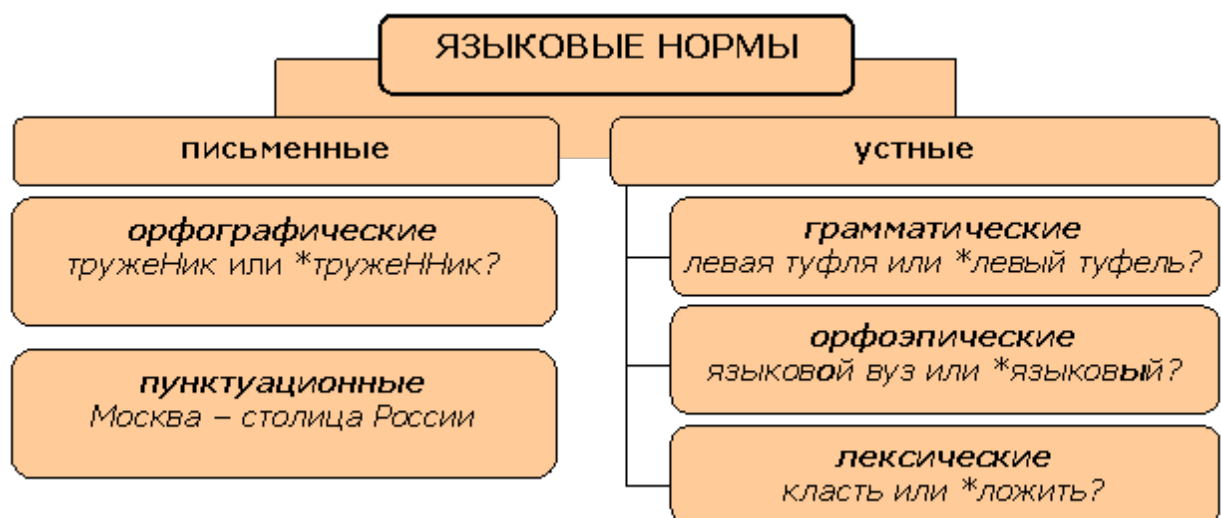 ЯЗЫКОВЫЕ НОРМЫ
письменные
орфографические
тружеНик или *тружеННик?
пунктуационные
Москва – столица России
устные
грамматические
левая туфля или *левый туфель?
орфоэпические
языковой вуз или *языковый?
лексические
класть или *ложить?